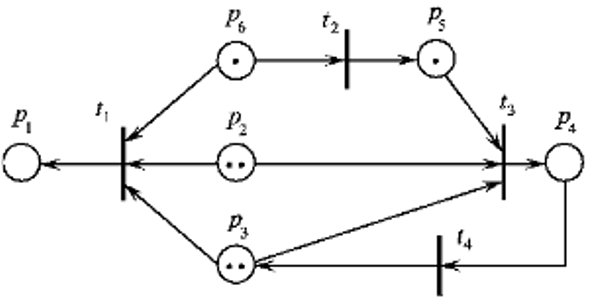 p₆
t₂
p₅
p₁
t₁
p₂
t₃
p₄
p₃
t₄